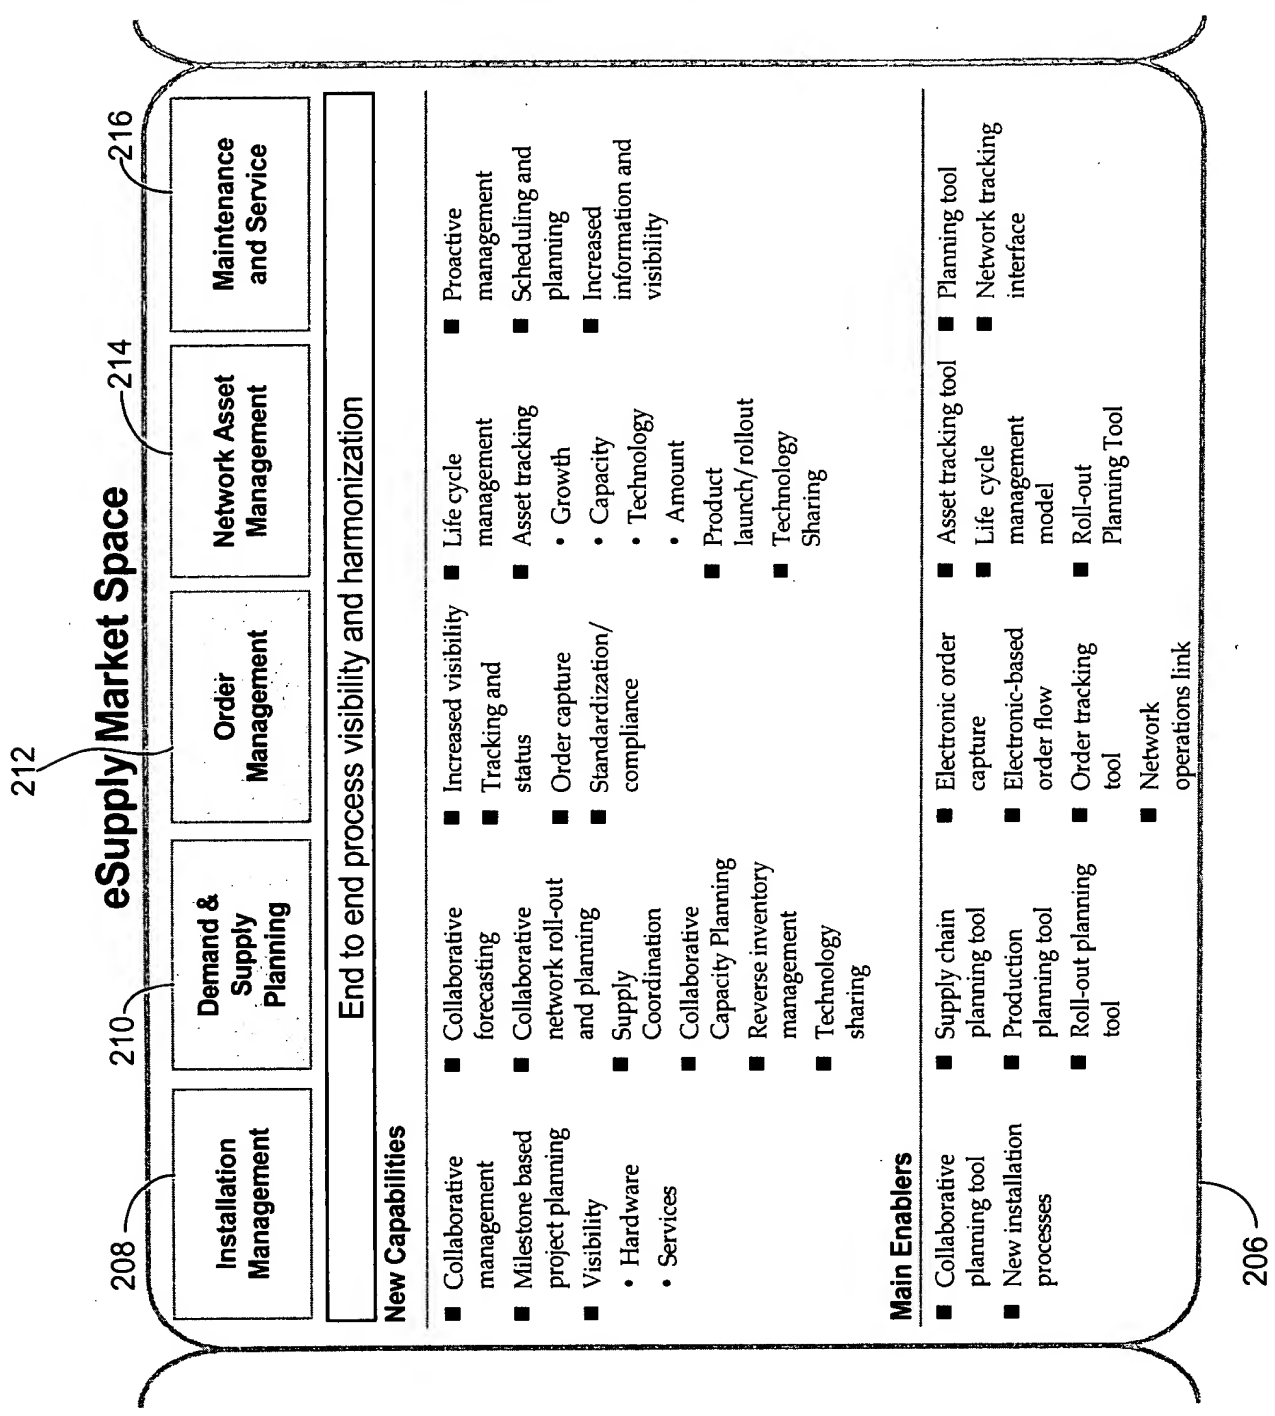 eSupply Market Space
208
210
212
214
216
Installation
Management
Demand &
Supply
Planning
Order
Management
Network Asset
Management
Maintenance
and Service
End to end process visibility and harmonization
New Capabilities
■ Collaborative
management
■ Milestone based
project planning
■ Visibility
• Hardware
• Services
■ Collaborative
forecasting
■ Collaborative
network roll-out
and planning
■ Supply
Coordination
■ Collaborative
Capacity Planning
■ Reverse inventory
management
■ Technology
sharing
■ Increased visibility
■ Tracking and
status
■ Order capture
■ Standardization/
compliance
■ Life cycle
management
■ Asset tracking
• Growth
• Capacity
• Technology
• Amount
■ Product
launch/rollout
■ Technology
Sharing
■ Proactive
management
■ Scheduling and
planning
■ Increased
information and
visibility
Main Enablers
■ Collaborative
planning tool
■ New installation
processes
■ Supply chain
planning tool
■ Production
planning tool
■ Roll-out planning
tool
■ Electronic order
capture
■ Electronic-based
order flow
■ Order tracking
tool
■ Network
operations link
■ Asset tracking tool
■ Life cycle
management
model
■ Roll-out
Planning Tool
■ Planning tool
■ Network tracking
interface
206